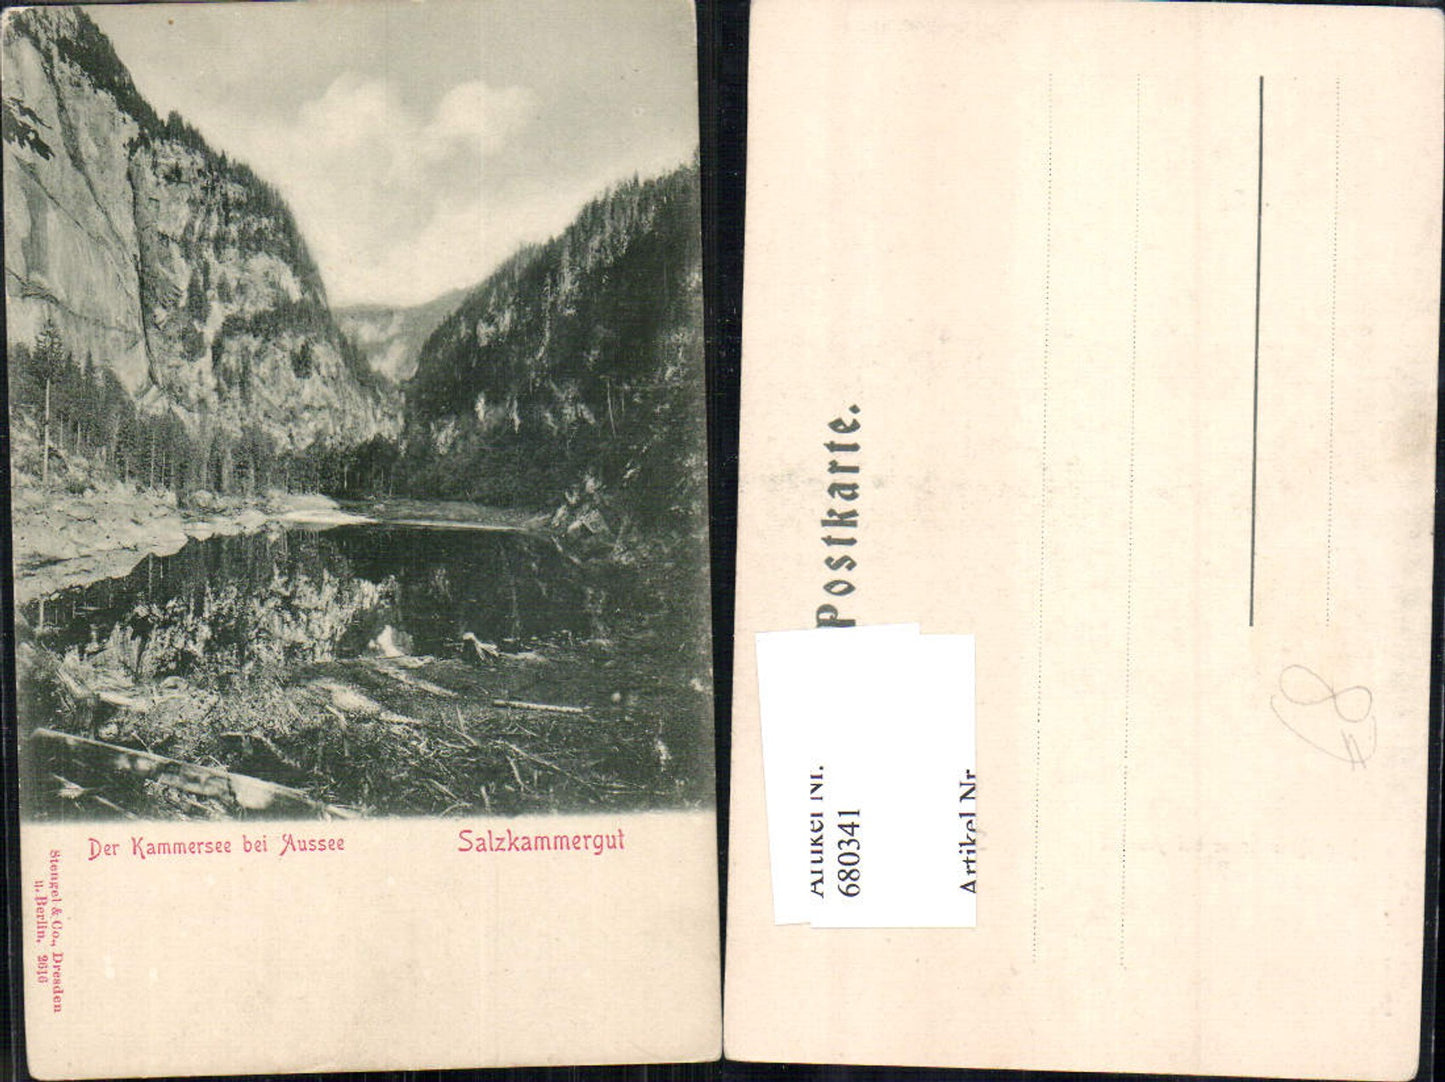 Der Kammersee bei Aussee
Salzkammergut
Stengel & Co., Dresden
u. Berlin. 2616
Postkarte.
Artikel Nr.
680341
Artikel Nr